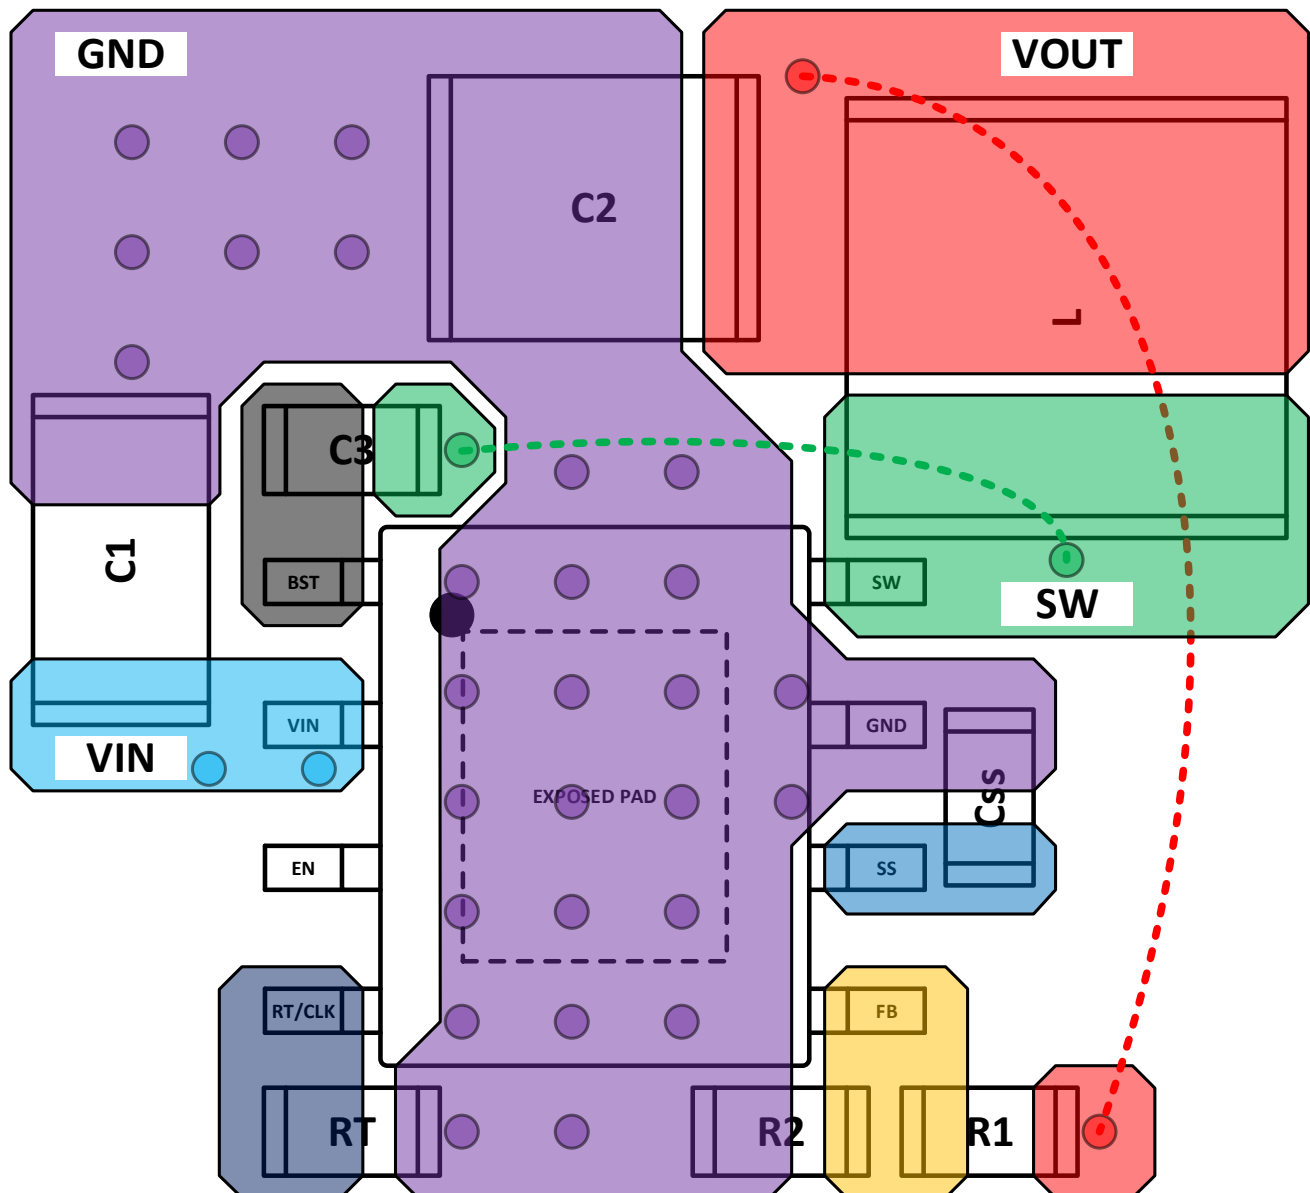 GND
VOUT
C2
L
C3
C1
BST
SW
SW
VIN
GND
VIN
EXPOSED PAD
Css
EN
SS
RT/CLK
FB
RT
R2
R1